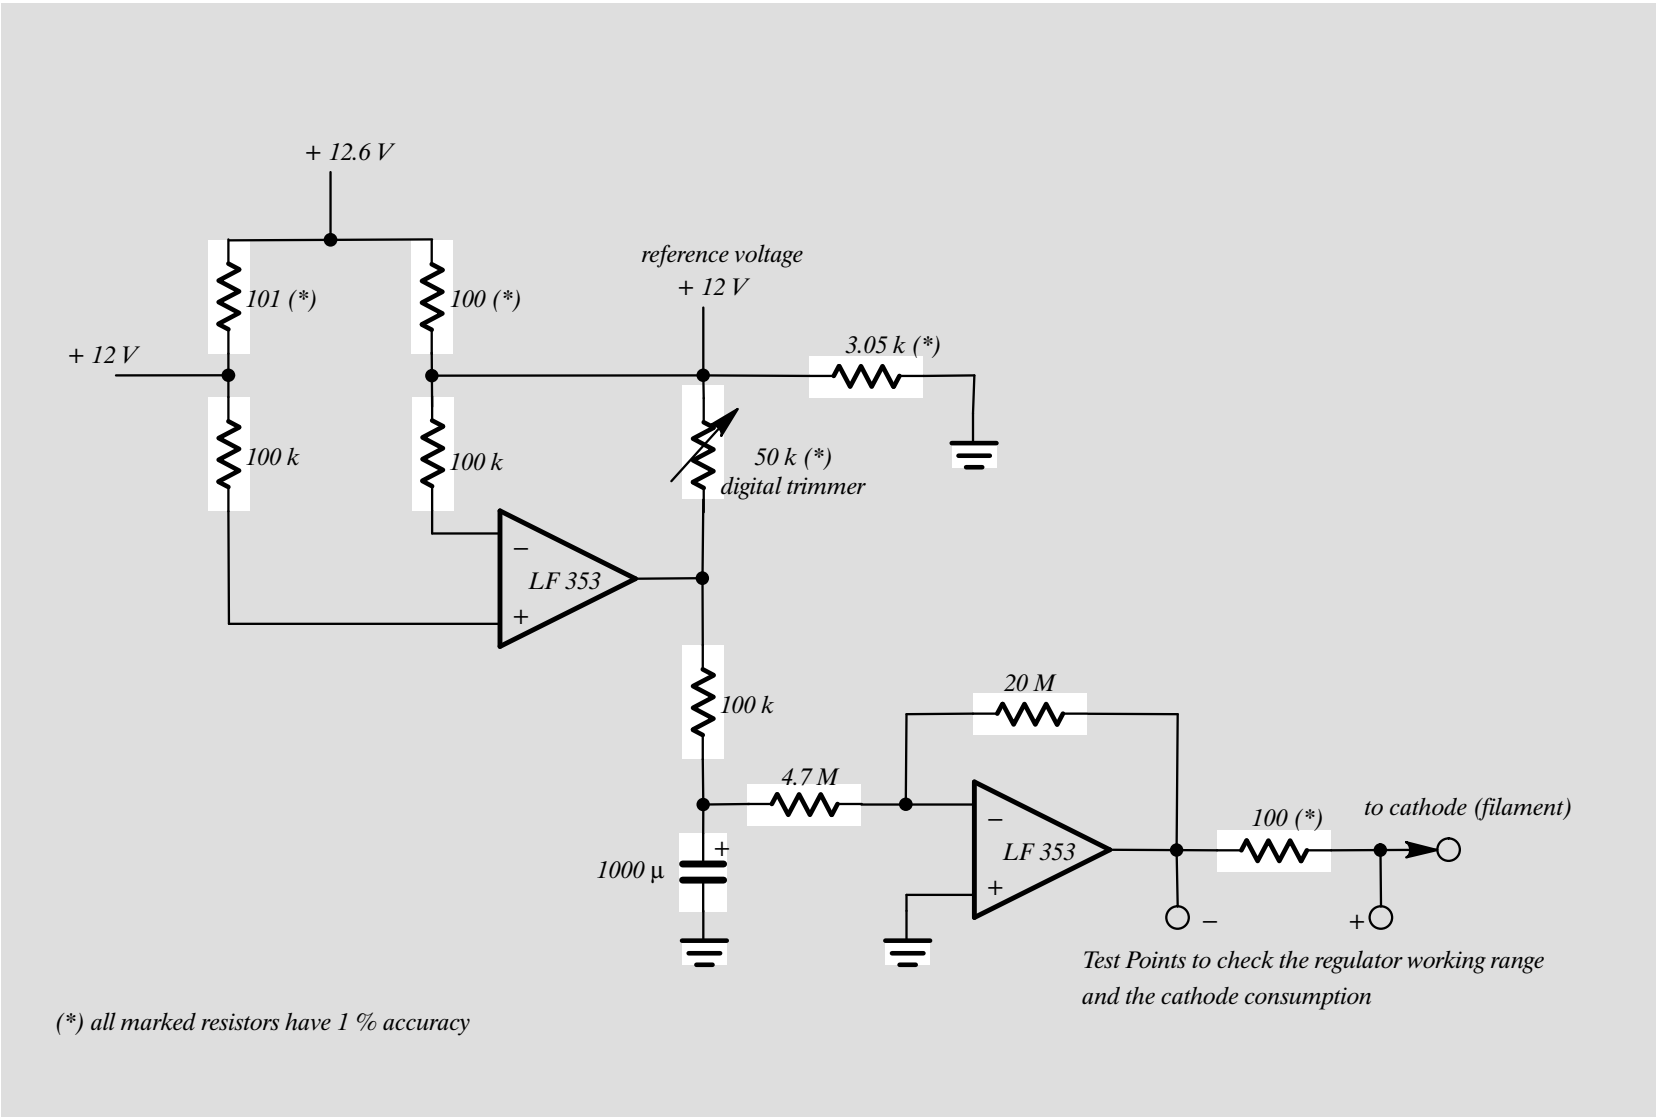 + 12.6 V
reference voltage
+ 12 V
101 (*)
100 (*)
3.05 k (*)
+ 12 V
100 k
100 k
50 k (*)
digital trimmer
−
LF 353
+
20 M
100 k
4.7 M
to cathode (filament)
100 (*)
−
LF 353
+
+
1000 μ
−
+
Test Points to check the regulator working range
and the cathode consumption
(*) all marked resistors have 1 % accuracy